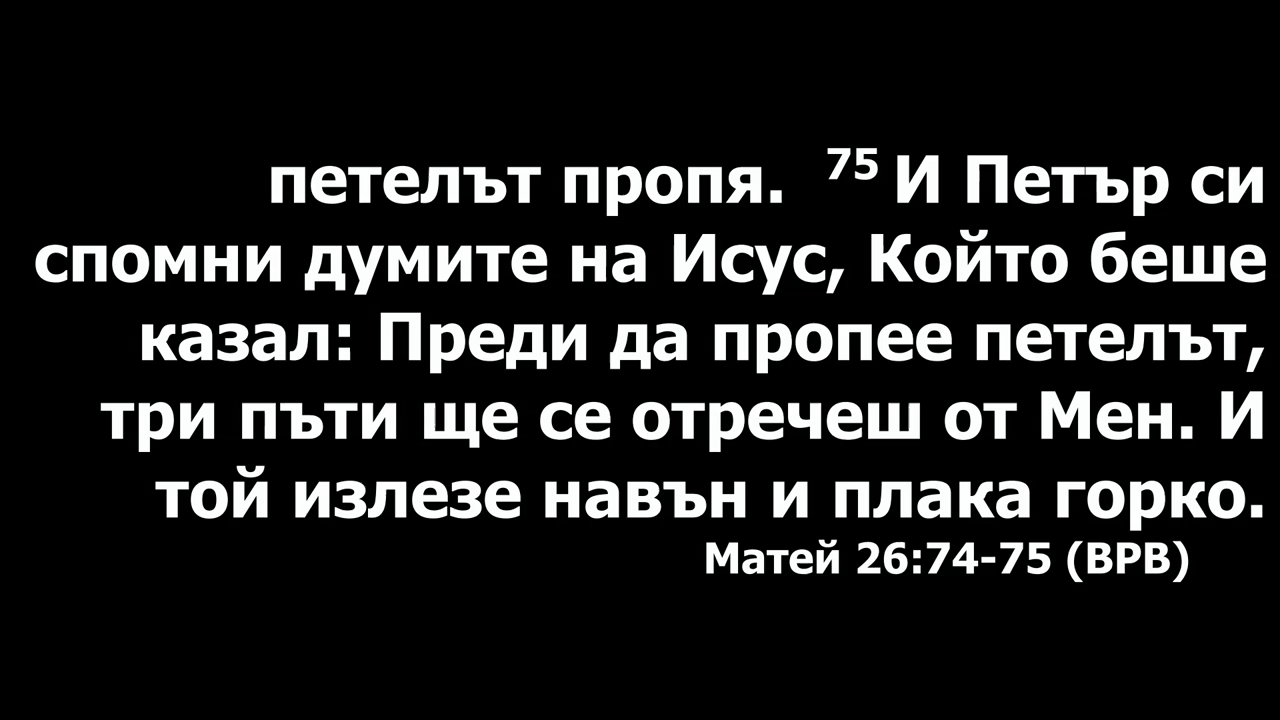 петелът пропя. 75 И Петър си
спомни думите на Исус, Който беше
казал: Преди да пропее петелът,
три пъти ще се отречеш от Мен. И
той излезе навън и плака горко.
Матей 26:74-75 (ВРВ)